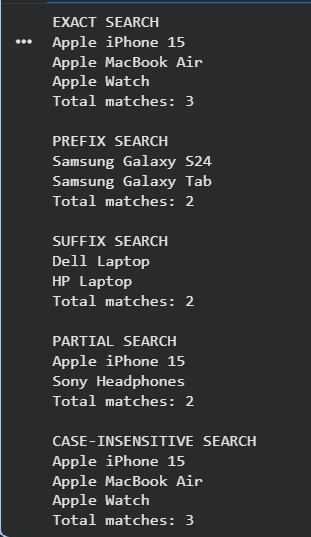 EXACT SEARCH
Apple iPhone 15
Apple MacBook Air
Apple Watch
Total matches: 3
PREFIX SEARCH
Samsung Galaxy S24
Samsung Galaxy Tab
Total matches: 2
SUFFIX SEARCH
Dell Laptop
HP Laptop
Total matches: 2
PARTIAL SEARCH
Apple iPhone 15
Sony Headphones
Total matches: 2
CASE-INSENSITIVE SEARCH
Apple iPhone 15
Apple MacBook Air
Apple Watch
Total matches: 3